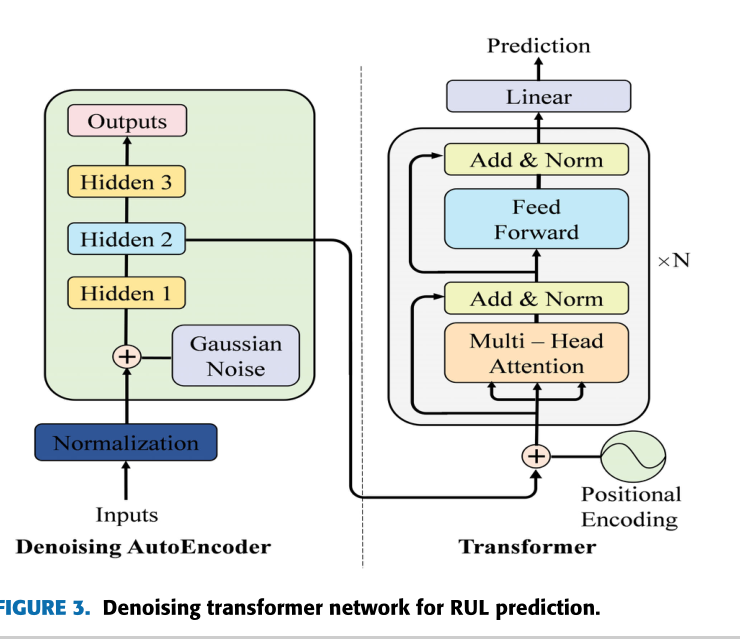 Outputs
Hidden 3
Hidden 2
Hidden 1
+
Gaussian
Noise
Normalization
Inputs
Denoising AutoEncoder
Prediction
Linear
Add & Norm
Feed
Forward
Add & Norm
Multi – Head
Attention
×N
+
Positional
Encoding
Transformer
FIGURE 3. Denoising transformer network for RUL prediction.